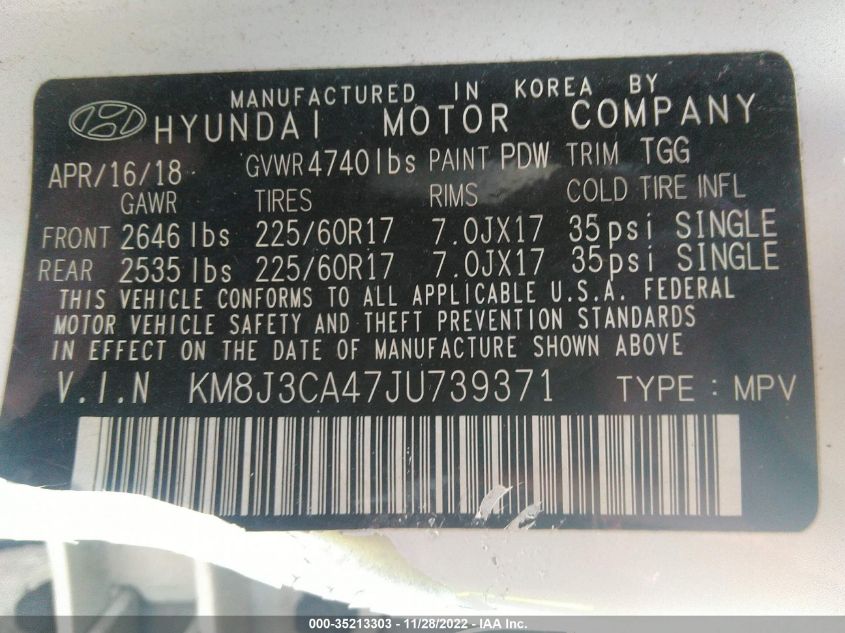 MANUFACTURED IN KOREA BY
HYUNDAI MOTOR COMPANY
APR/16/18 GVWR 4740lbs PAINT PDW TRIM TGG
GAWR TIRES RIMS COLD TIRE INFL
FRONT 2646lbs 225/60R17 7.0JX17 35psi SINGLE
REAR 2535lbs 225/60R17 7.0JX17 35psi SINGLE
THIS VEHICLE CONFORMS TO ALL APPLICABLE U.S.A. FEDERAL
MOTOR VEHICLE SAFETY AND THEFT PREVENTION STANDARDS
IN EFFECT ON THE DATE OF MANUFACTURE SHOWN ABOVE
V.I.N KM8J3CA47JU739371 TYPE : MPV
000-35213303 - 11/28/2022 - IAA Inc.